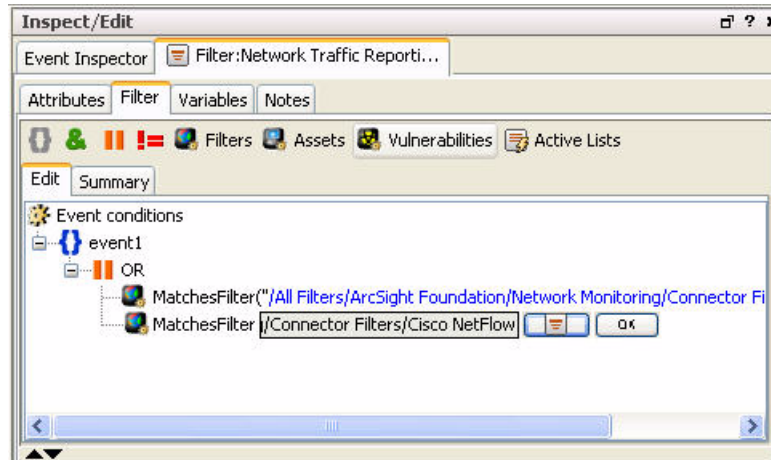 Inspect/Edit
Event Inspector Filter:Network Traffic Reporti...
Attributes Filter Variables Notes
{} & != Filters Assets Vulnerabilities Active Lists
Edit Summary
Event conditions
{} event1
OR
MatchesFilter("/All Filters/ArcSight Foundation/Network Monitoring/Connector Fi
MatchesFilter /Connector Filters/Cisco NetFlow OK